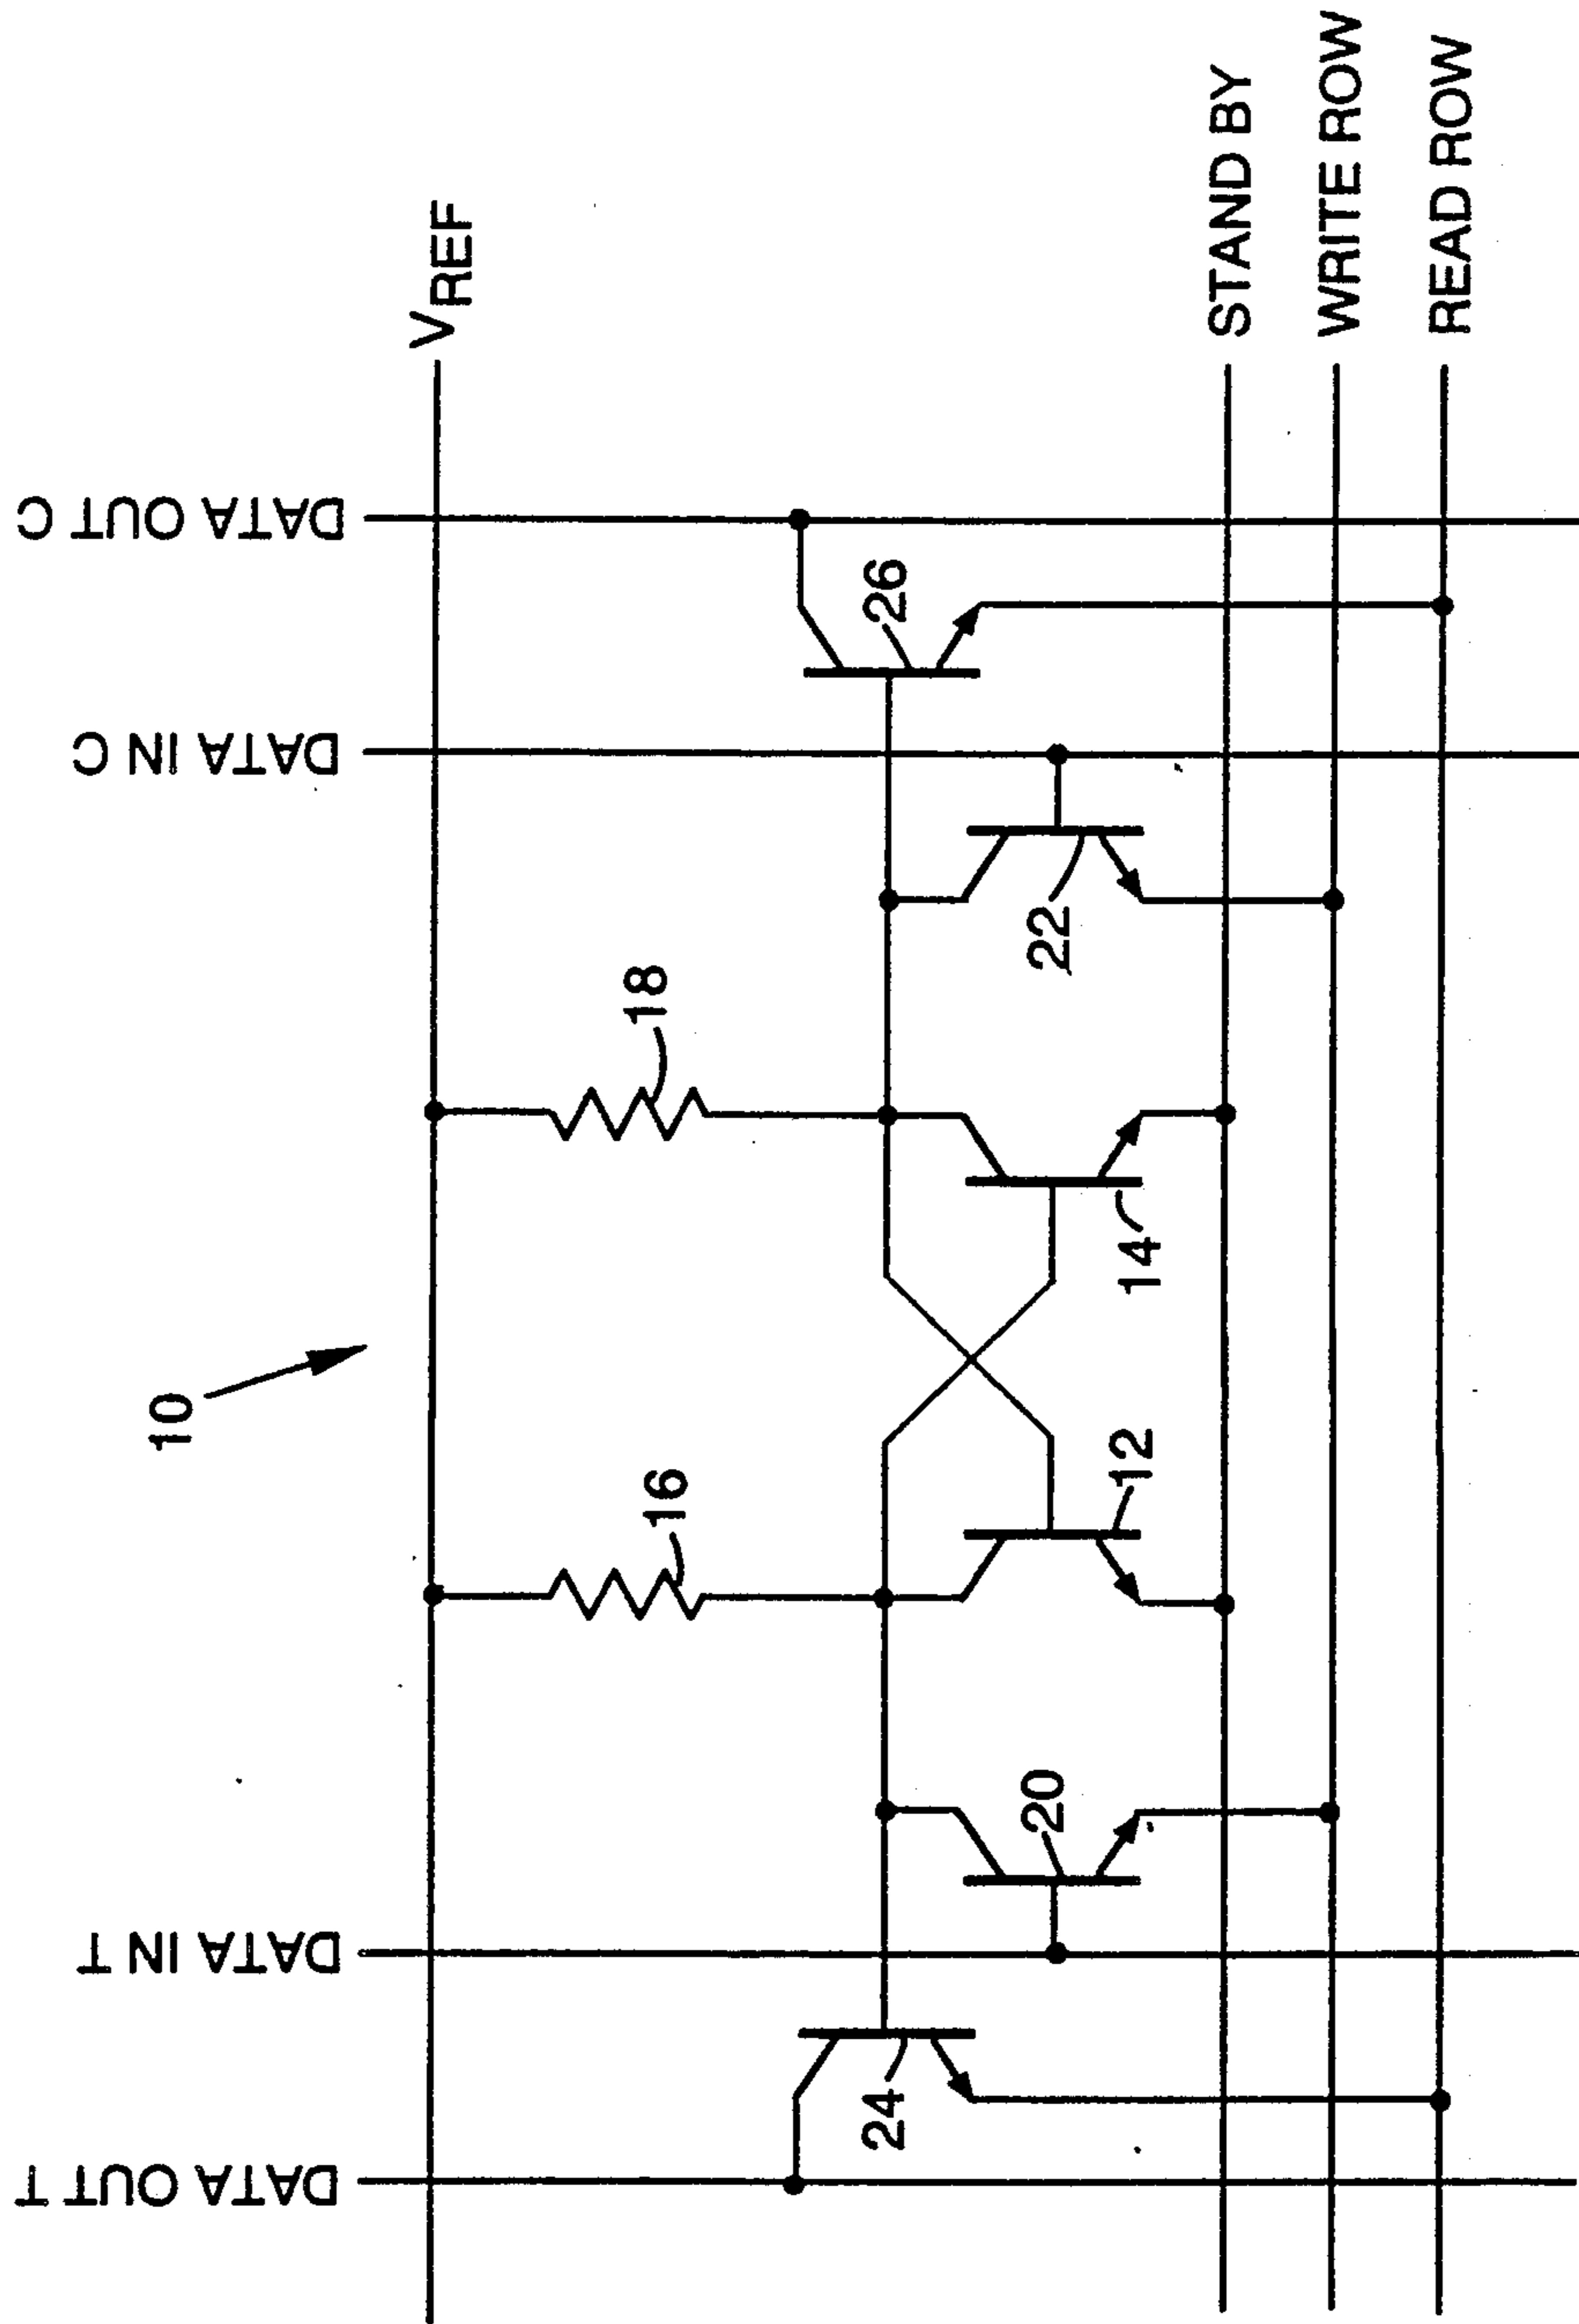 DATA OUT T
DATA IN T
DATA IN C
DATA OUT C
10
VREF
16
18
24
20
12
14
22
26
STAND BY
WRITE ROW
READ ROW